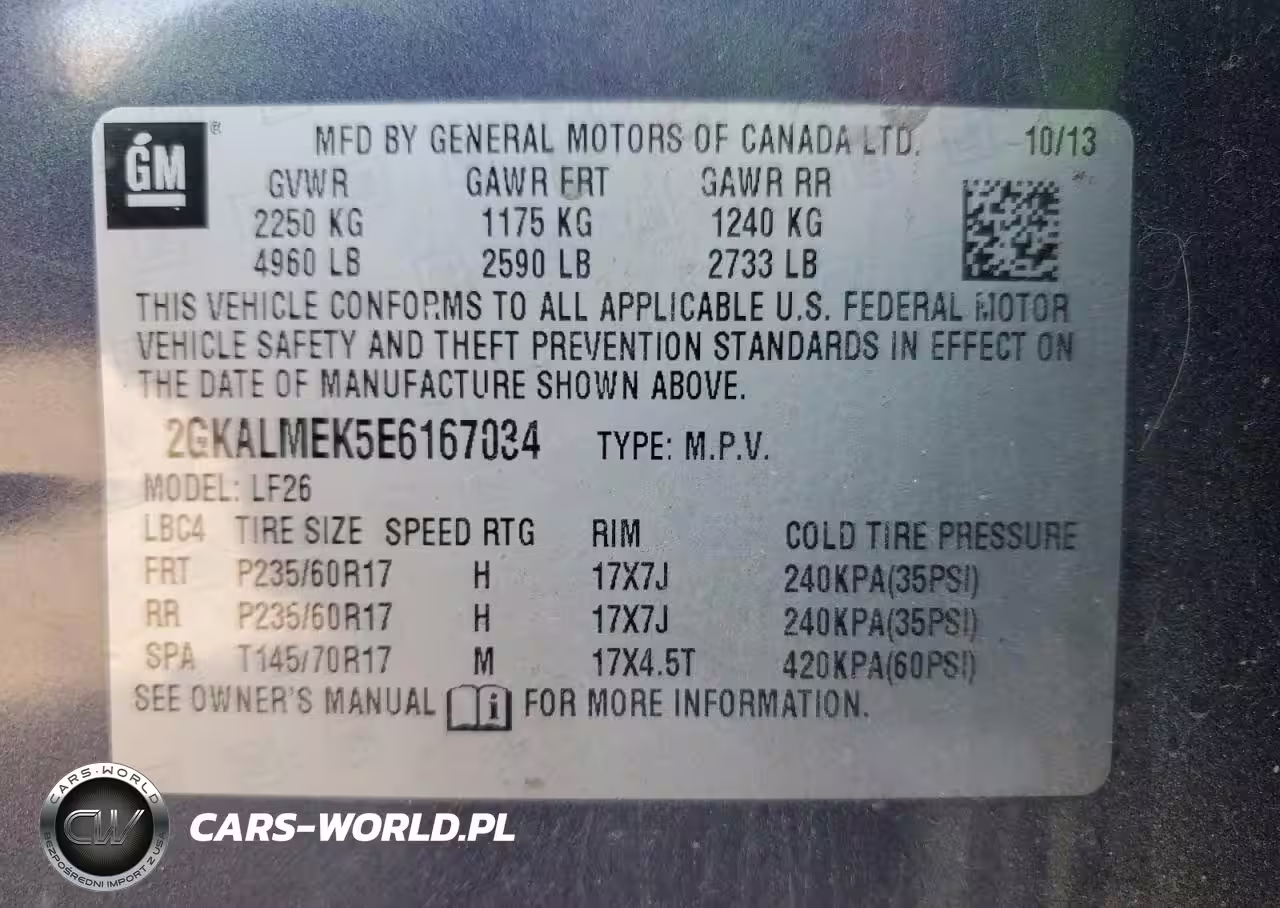 GM ®
MFD BY GENERAL MOTORS OF CANADA LTD. 10/13
GVWR GAWR FRT GAWR RR
2250 KG 1175 KG 1240 KG
4960 LB 2590 LB 2733 LB
THIS VEHICLE CONFORMS TO ALL APPLICABLE U.S. FEDERAL MOTOR
VEHICLE SAFETY AND THEFT PREVENTION STANDARDS IN EFFECT ON
THE DATE OF MANUFACTURE SHOWN ABOVE.
2GKALMEK5E6167034 TYPE: M.P.V.
MODEL: LF26
LBC4 TIRE SIZE SPEED RTG RIM COLD TIRE PRESSURE
FRT P235/60R17 H 17X7J 240KPA(35PSI)
RR P235/60R17 H 17X7J 240KPA(35PSI)
SPA T145/70R17 M 17X4.5T 420KPA(60PSI)
SEE OWNER'S MANUAL i FOR MORE INFORMATION.
CARS-WORLD
CW
BEZPOŚREDNI IMPORT Z USA
CARS-WORLD.PL